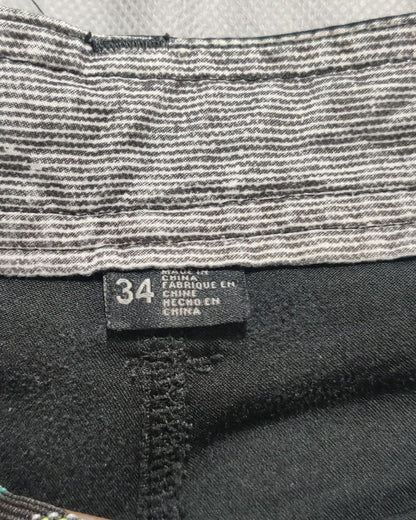 34
MADE IN
CHINA
FABRIQUE EN
CHINE
HECHO EN
CHINA